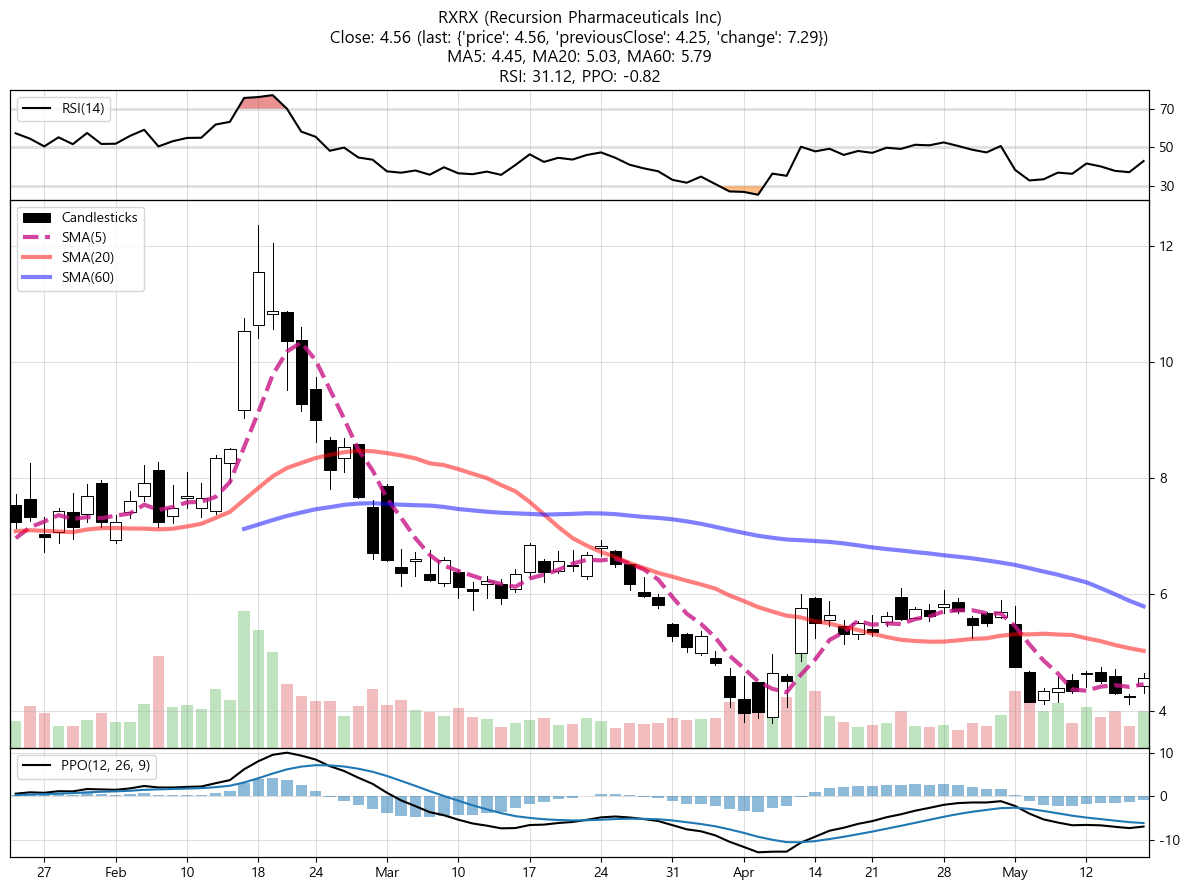 RXRX (Recursion Pharmaceuticals Inc)
Close: 4.56 (last: {'price': 4.56, 'previousClose': 4.25, 'change': 7.29})
MA5: 4.45, MA20: 5.03, MA60: 5.79
RSI: 31.12, PPO: -0.82
RSI(14)
70
50
30
Candlesticks
SMA(5)
SMA(20)
SMA(60)
12
10
8
6
4
PPO(12, 26, 9)
10
0
-10
27 Feb 10 18 24 Mar 10 17 24 31 Apr 14 21 28 May 12